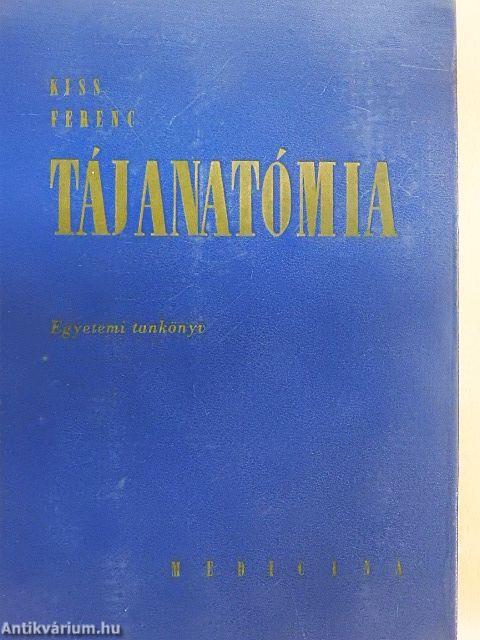 KISS
FERENC
TÁJANATÓMIA
Egyetemi tankönyv
MEDICINA
Antikvárium.hu